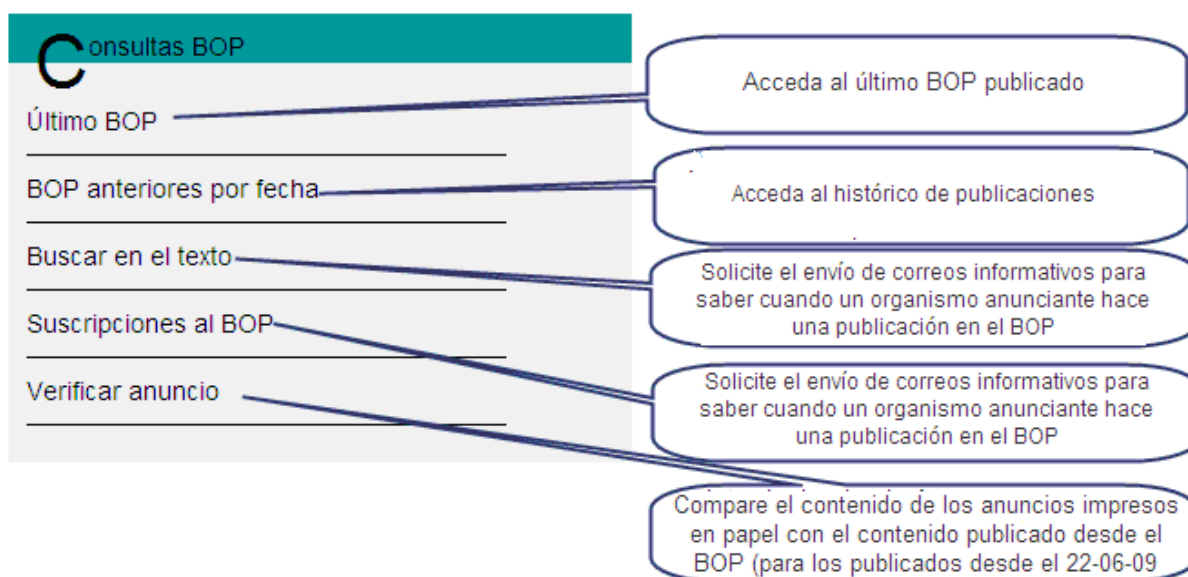 Consultas BOP
Último BOP
BOP anteriores por fecha
Buscar en el texto
Suscripciones al BOP
Verificar anuncio
Acceda al último BOP publicado
Acceda al histórico de publicaciones
Solicite el envío de correos informativos para
saber cuando un organismo anunciante hace
una publicación en el BOP
Solicite el envío de correos informativos para
saber cuando un organismo anunciante hace
una publicación en el BOP
Compare el contenido de los anuncios impresos
en papel con el contenido publicado desde el
BOP (para los publicados desde el 22-06-09